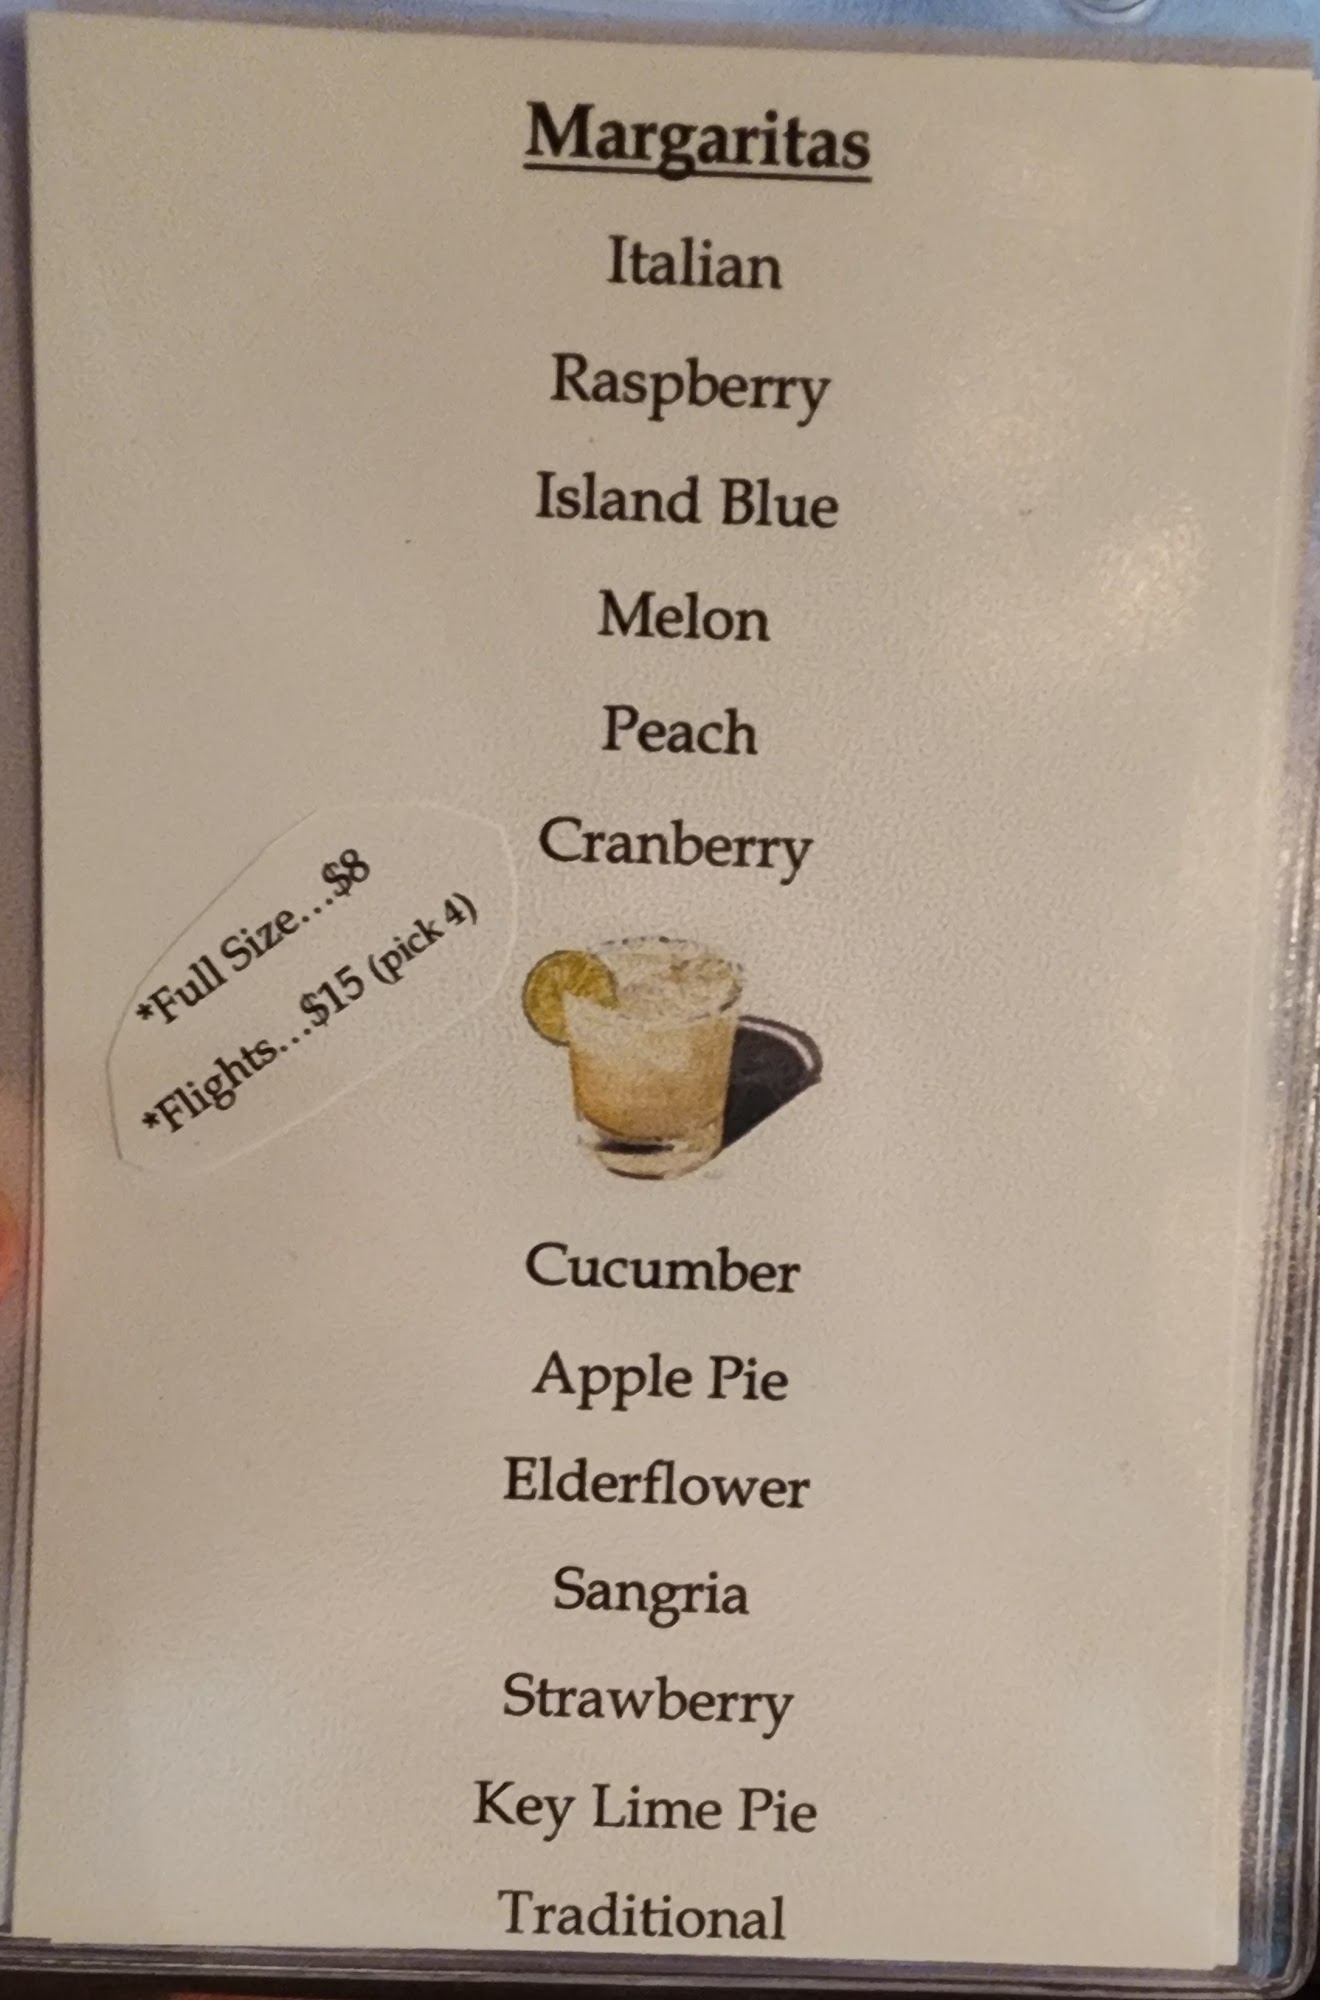 Margaritas
Italian
Raspberry
Island Blue
Melon
Peach
Cranberry
*Full Size...$8
*Flights...$15 (pick 4)
Cucumber
Apple Pie
Elderflower
Sangria
Strawberry
Key Lime Pie
Traditional